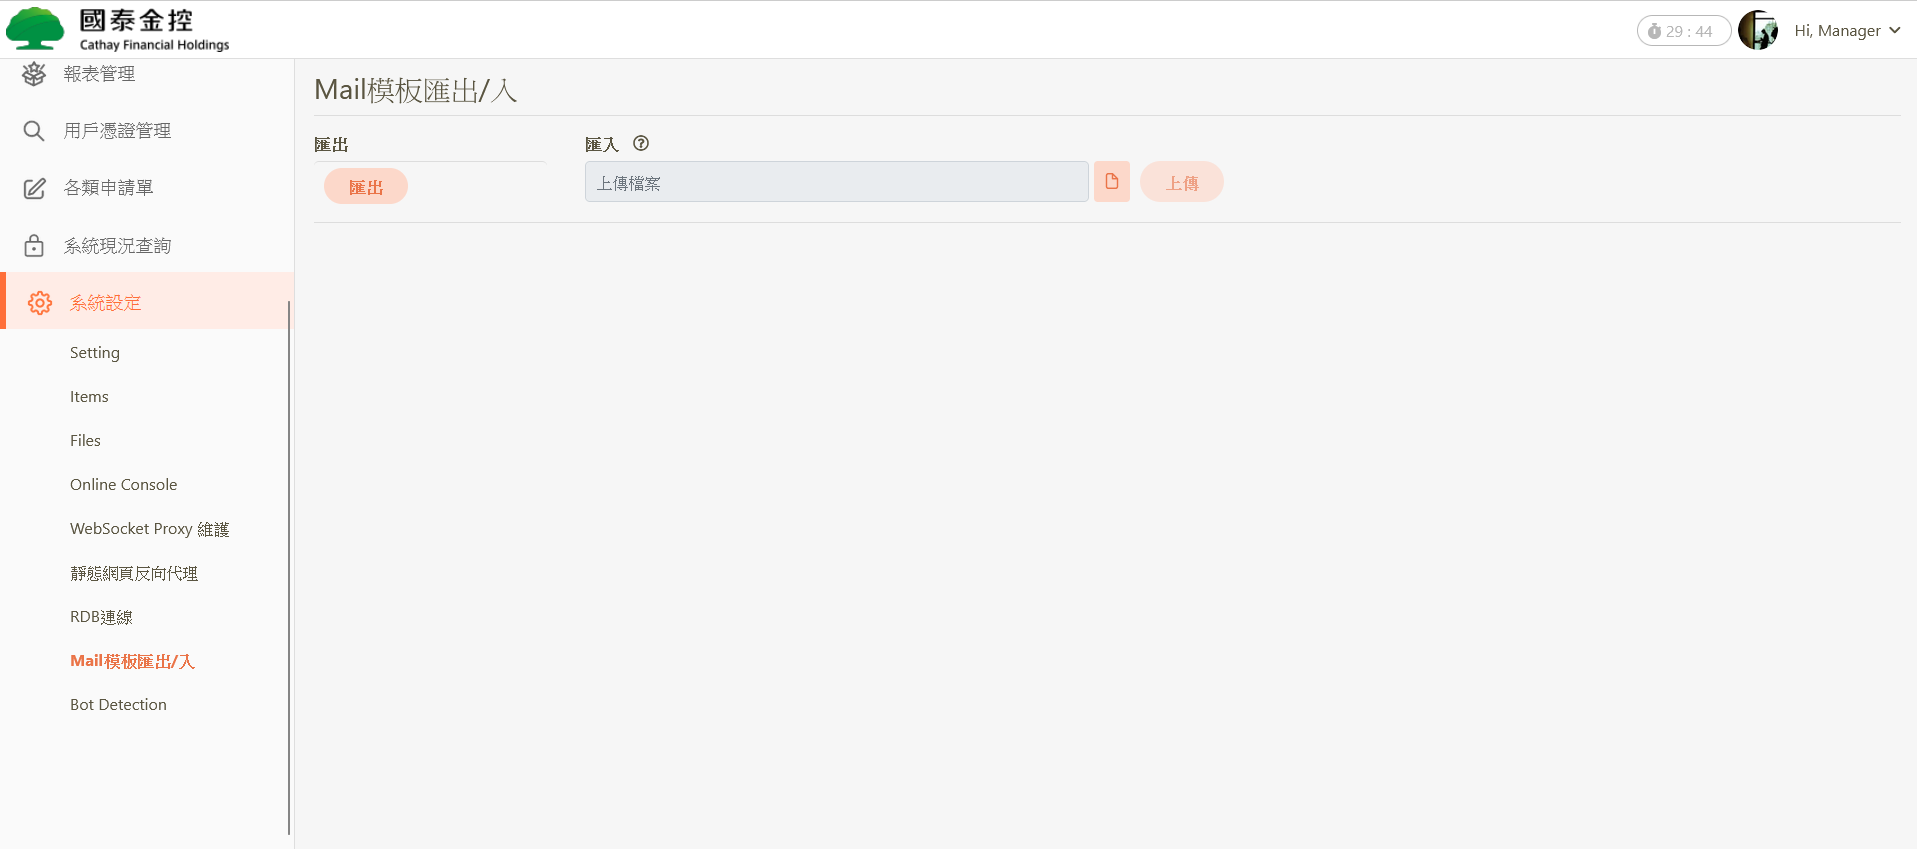 國泰金控
Cathay Financial Holdings
29 : 44
Hi, Manager
報表管理
用戶憑證管理
各類申請單
系統現況查詢
系統設定
Setting
Items
Files
Online Console
WebSocket Proxy 維護
靜態網頁反向代理
RDB連線
Mail模板匯出/入
Bot Detection
Mail模板匯出/入
匯出
匯出
匯入
上傳檔案
上傳